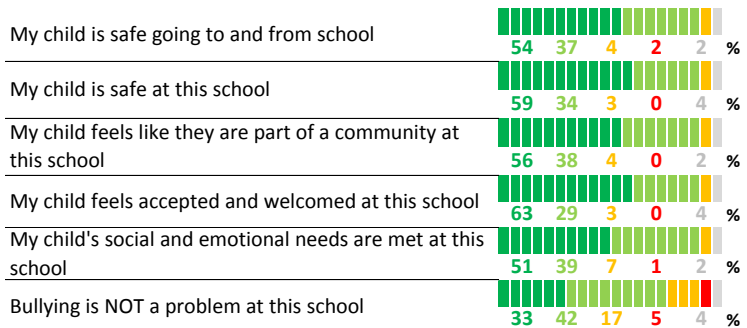 My child is safe going to and from school
54 37 4 2 2 %
My child is safe at this school
59 34 3 0 4 %
My child feels like they are part of a community at
this school
56 38 4 0 2 %
My child feels accepted and welcomed at this school
63 29 3 0 4 %
My child's social and emotional needs are met at this
school
51 39 7 1 2 %
Bullying is NOT a problem at this school
33 42 17 5 4 %